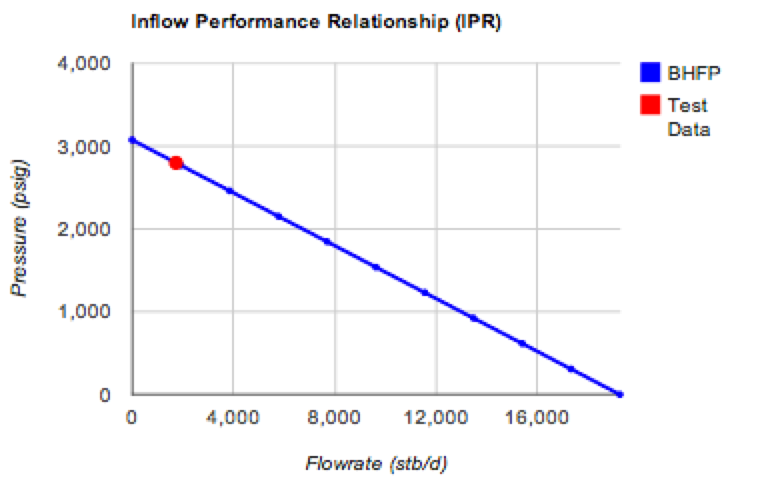 Inflow Performance Relationship (IPR)
4,000
3,000
2,000
1,000
0
Pressure (psig)
0 4,000 8,000 12,000 16,000
Flowrate (stb/d)
BHFP
Test
Data